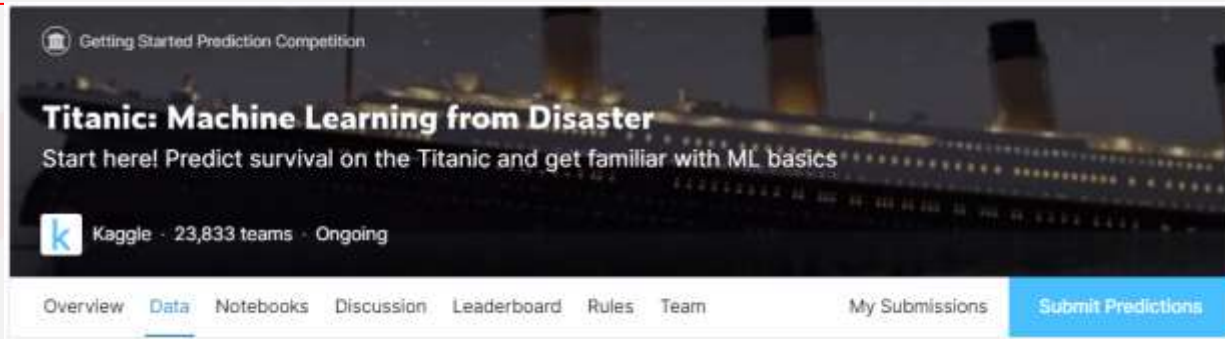 Getting Started Prediction Competition
Titanic: Machine Learning from Disaster
Start here! Predict survival on the Titanic and get familiar with ML basics
k Kaggle · 23,833 teams · Ongoing
Overview Data Notebooks Discussion Leaderboard Rules Team My Submissions Submit Predictions